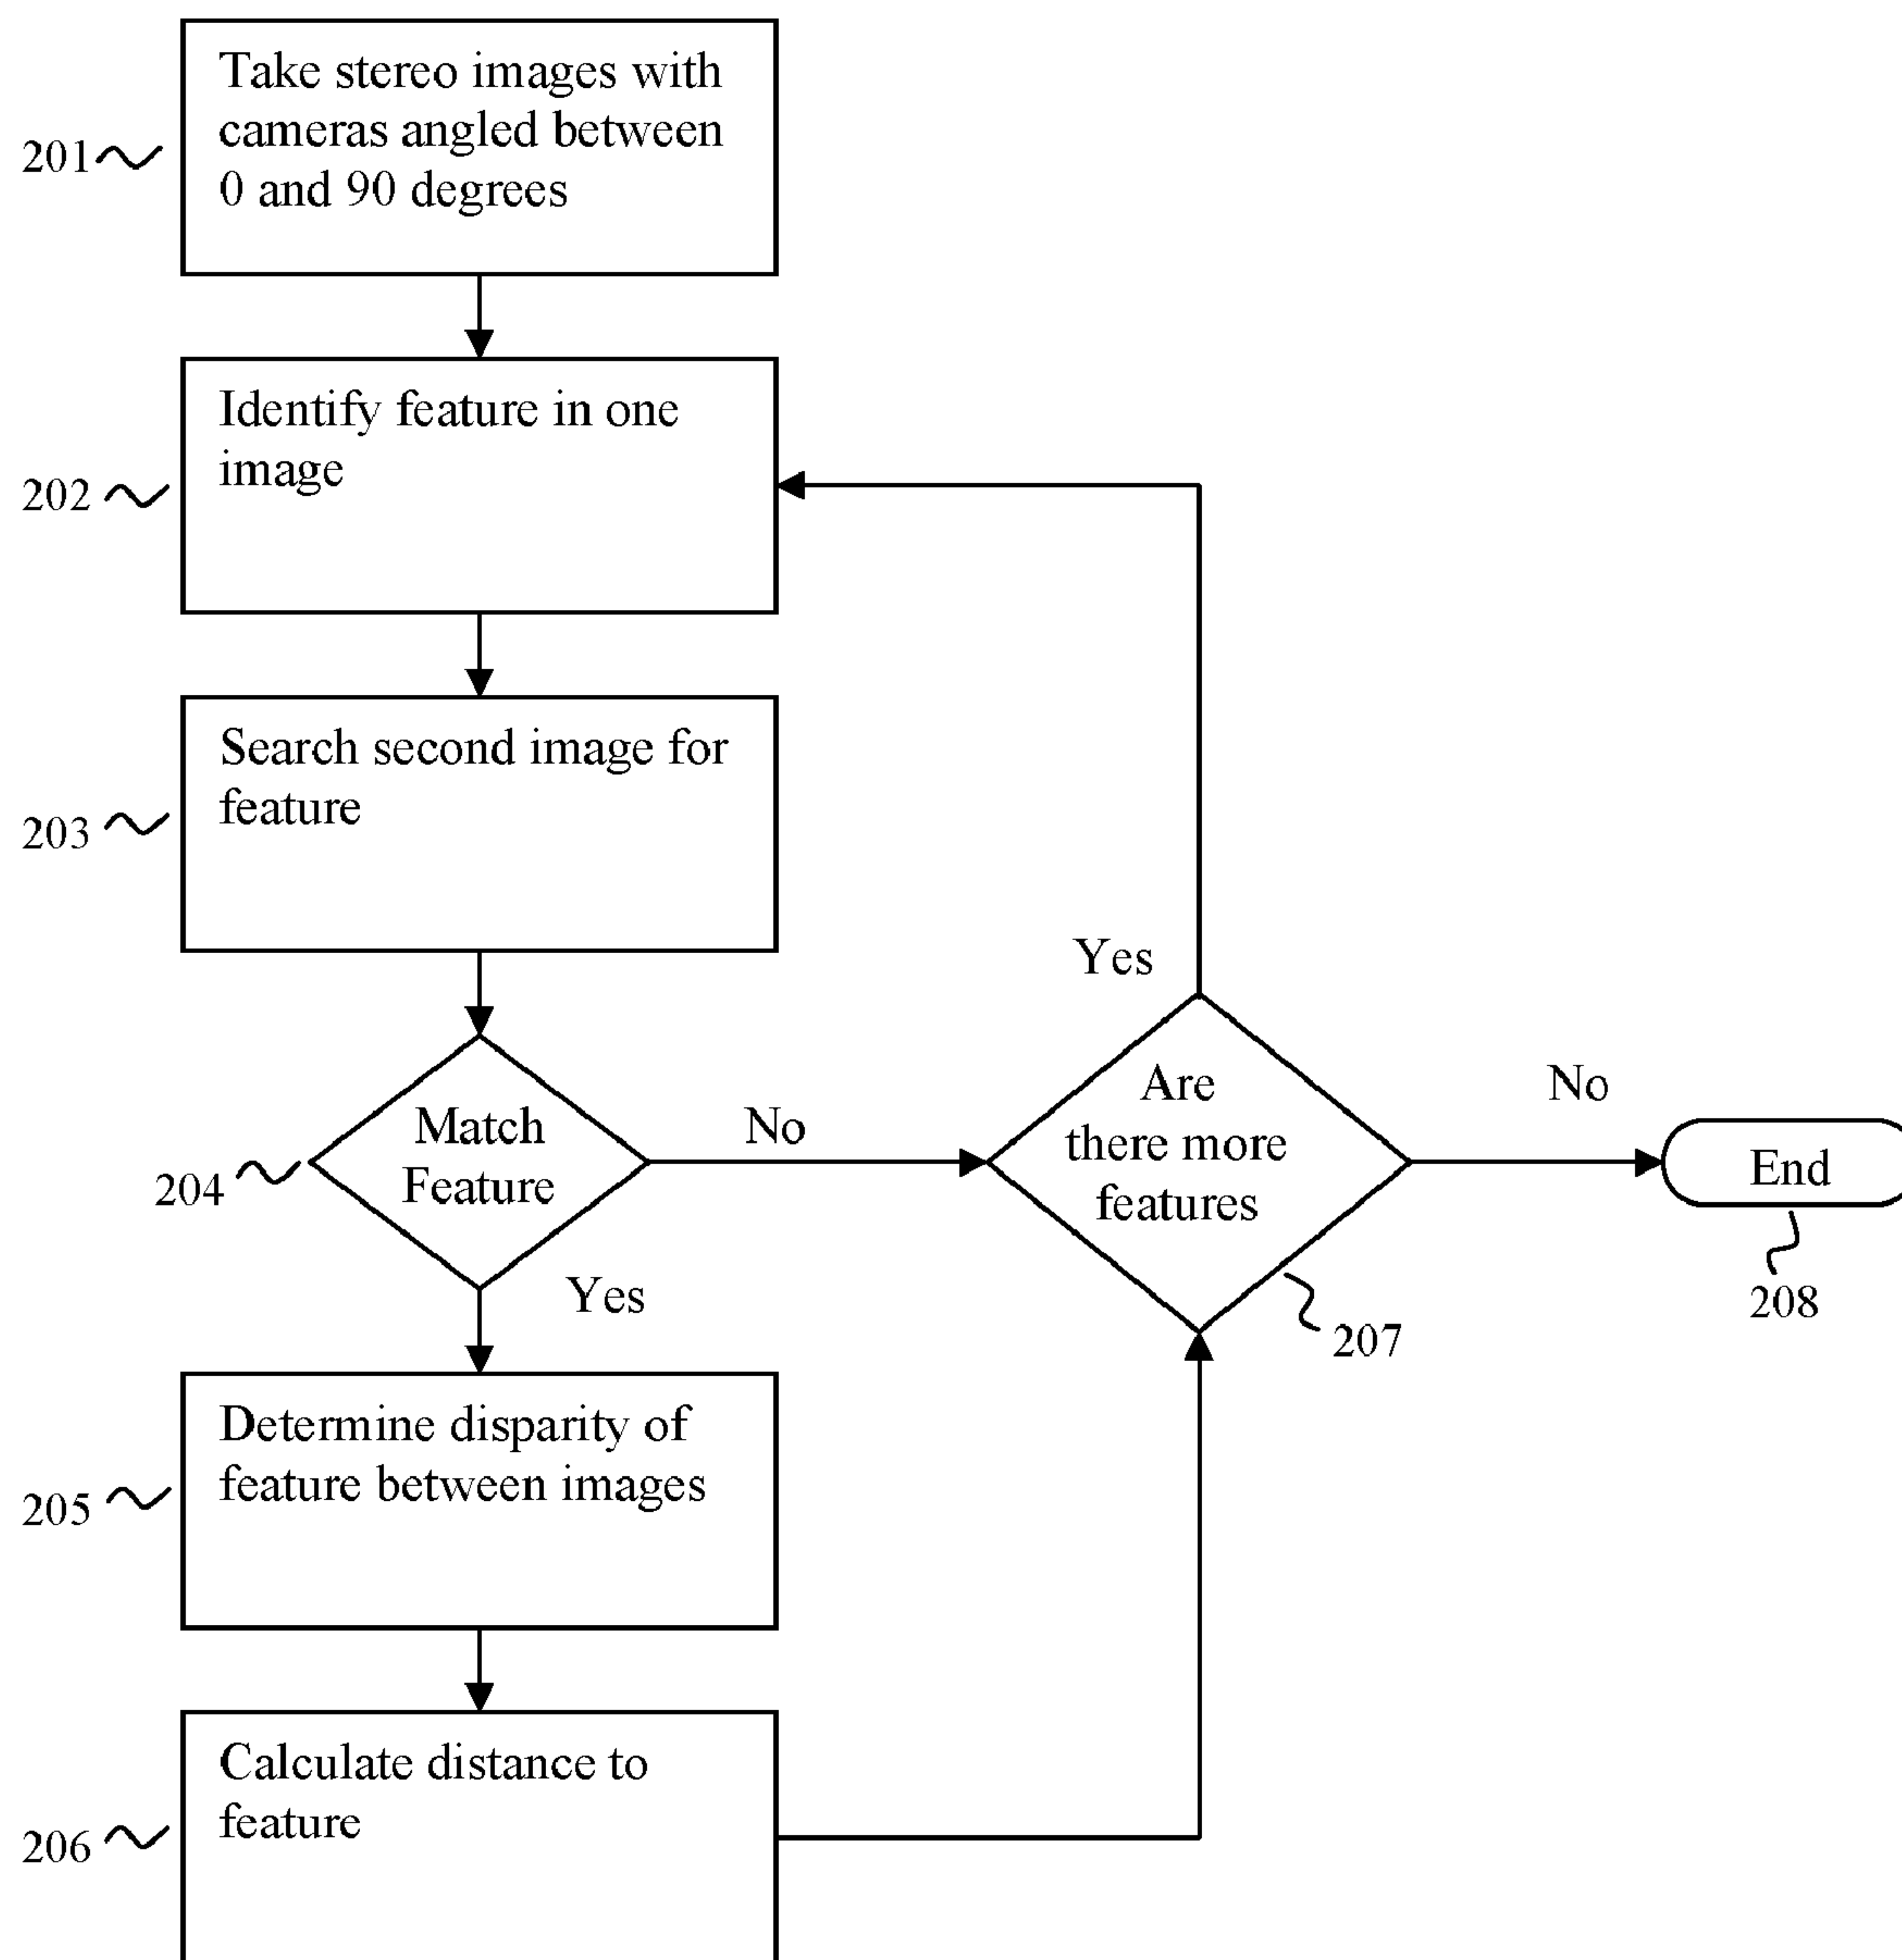 Take stereo images with
cameras angled between
0 and 90 degrees
201
Identify feature in one
image
202
Search second image for
feature
203
Match
Feature
204
No
Yes
Are
there more
features
207
Yes
No
End
208
Determine disparity of
feature between images
205
Calculate distance to
feature
206